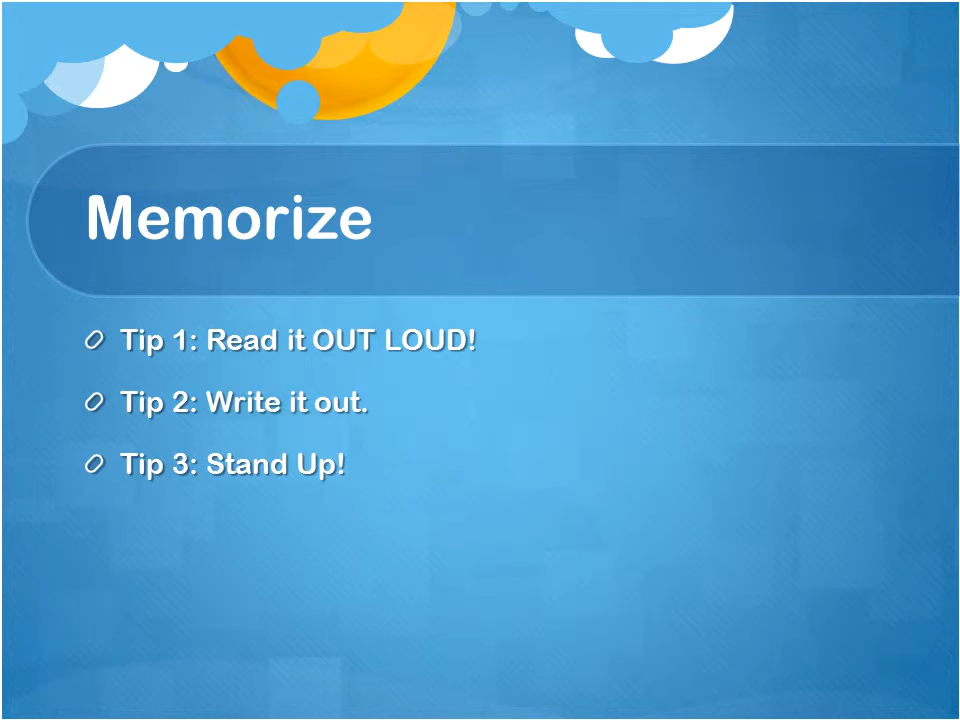 Memorize
Tip 1: Read it OUT LOUD!
Tip 2: Write it out.
Tip 3: Stand Up!